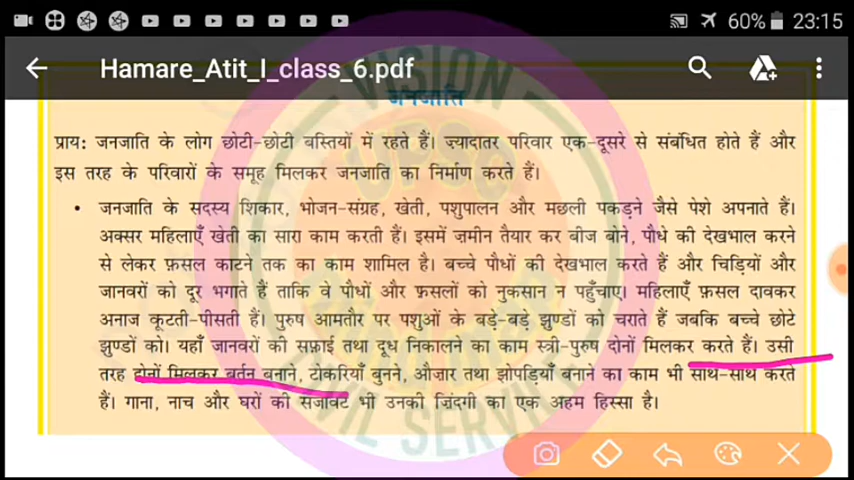 60% 23:15
Hamare_Atit_I_class_6.pdf
जनजाति
प्राय: जनजाति के लोग छोटी-छोटी बस्तियों में रहते हैं। ज्यादातर परिवार एक-दूसरे से संबंधित होते हैं और
इस तरह के परिवारों के समूह मिलकर जनजाति का निर्माण करते हैं।
• जनजाति के सदस्य शिकार, भोजन-संग्रह, खेती, पशुपालन और मछली पकड़ने जैसे पेशे अपनाते हैं।
अक्सर महिलाएँ खेती का सारा काम करती हैं। इसमें ज़मीन तैयार कर बीज बोने, पौधे की देखभाल करने
से लेकर फ़सल काटने तक का काम शामिल है। बच्चे पौधों की देखभाल करते हैं और चिड़ियों और
जानवरों को दूर भगाते हैं ताकि वे पौधों और फ़सलों को नुकसान न पहुँचाए। महिलाएँ फ़सल दावकर
अनाज कूटती-पीसती हैं। पुरुष आमतौर पर पशुओं के बड़े-बड़े झुण्डों को चराते हैं जबकि बच्चे छोटे
झुण्डों को। यहाँ जानवरों की सफ़ाई तथा दूध निकालने का काम स्त्री-पुरुष दोनों मिलकर करते हैं। उसी
तरह दोनों मिलकर बर्तन बनाने, टोकरियाँ बुनने, औजार तथा झोपड़ियाँ बनाने का काम भी साथ-साथ करते
हैं। गाना, नाच और घरों की सजावट भी उनकी ज़िंदगी का एक अहम हिस्सा है।
VISION
UPSC
CIVIL SERVICE